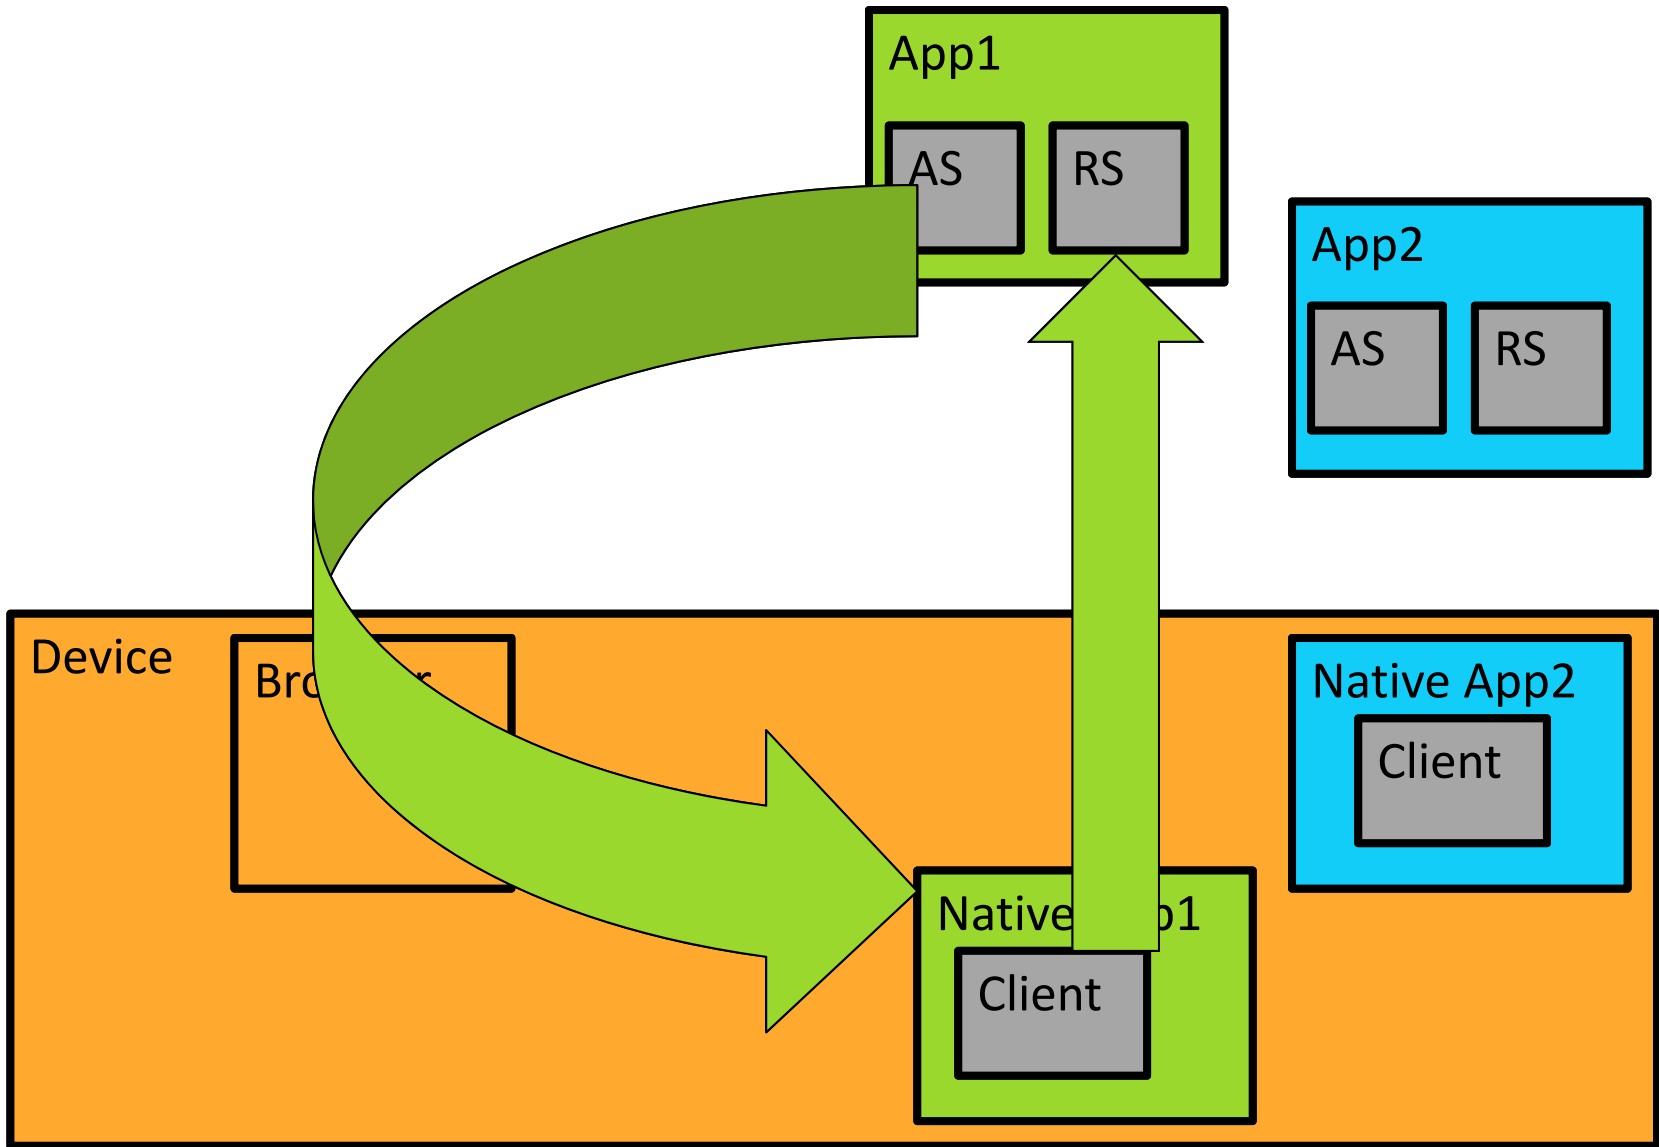 App1
AS RS
App2
AS RS
Device
Native App2
Client
Client